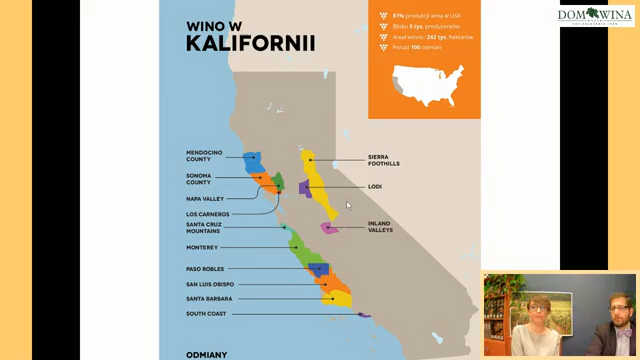 WINO W
KALIFORNII
81% produkcji wina w USA
Blisko 5 tys. producentów
Areał winnic: 242 tys. hektarów
Ponad 100 odmian
DOM WINA
MENDOCINO
COUNTY
SONOMA
COUNTY
NAPA VALLEY
LOS CARNEROS
SANTA CRUZ
MOUNTAINS
MONTEREY
PASO ROBLES
SAN LUIS OBISPO
SANTA BARBARA
SOUTH COAST
SIERRA
FOOTHILLS
LODI
INLAND
VALLEYS
ODMIANY